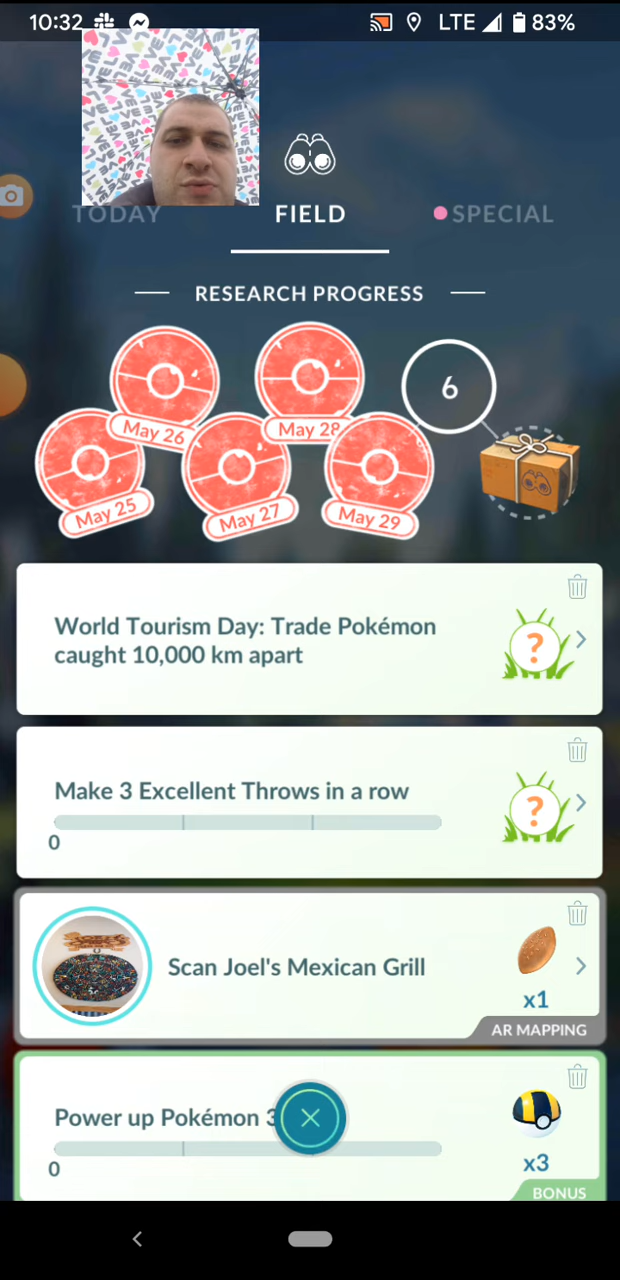 10:32
LTE
83%
TODAY
FIELD
SPECIAL
RESEARCH PROGRESS
May 25
May 26
May 27
May 28
May 29
6
World Tourism Day: Trade Pokémon
caught 10,000 km apart
?
Make 3 Excellent Throws in a row
0
?
Scan Joel's Mexican Grill
x1
AR MAPPING
Power up Pokémon 3
0
x3
BONUS